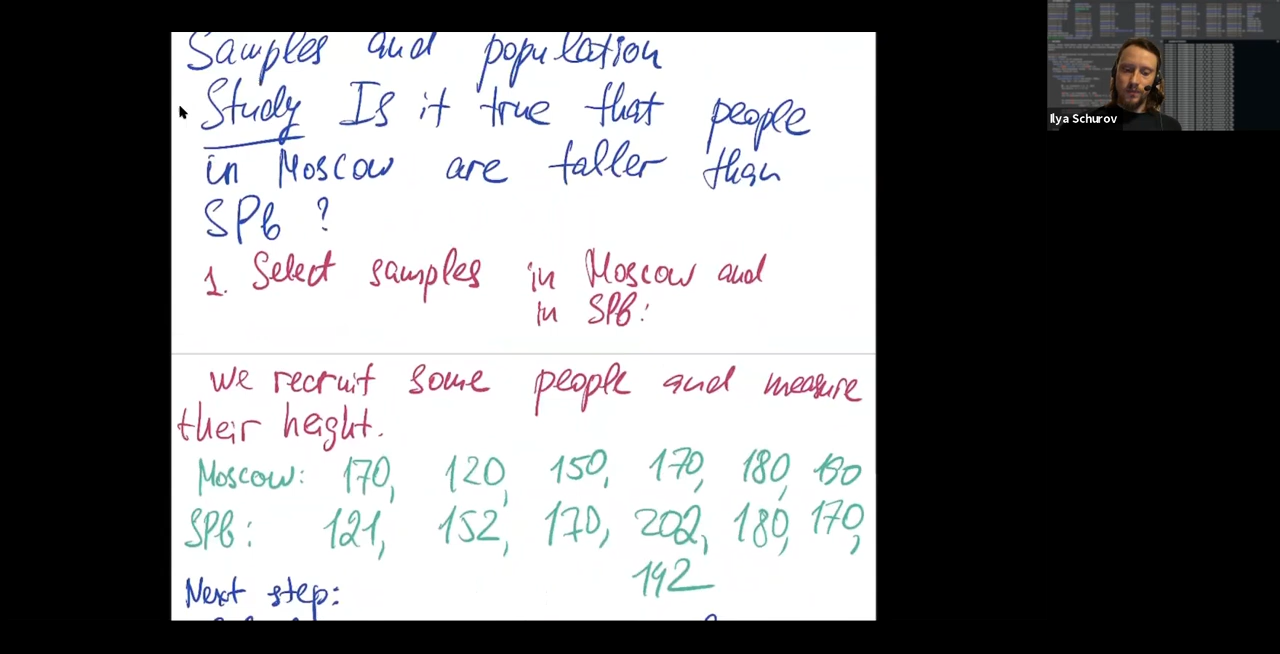 Samples and population
Study Is it true that people
in Moscow are taller than
SPb ?
1. Select samples in Moscow and
in SPb:
we recruit some people and measure
their height.
Moscow: 170, 120, 150, 170, 180,
SPb: 121, 152, 170, 202, 180, 170,
192
Next step:
Ilya Schurov